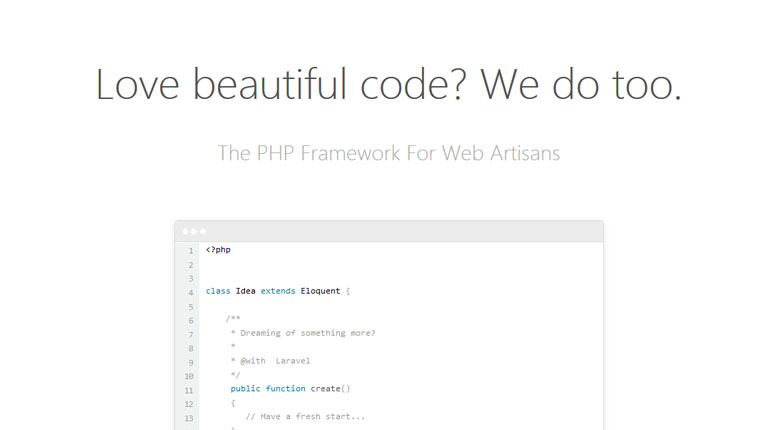 Love beautiful code? We do too.
The PHP Framework For Web Artisans
1 <?php
2
3
4 class Idea extends Eloquent {
5
6 /**
7 * Dreaming of something more?
8 *
9 * @with  Laravel
10 */
11 public function create()
12 {
13 // Have a fresh start...